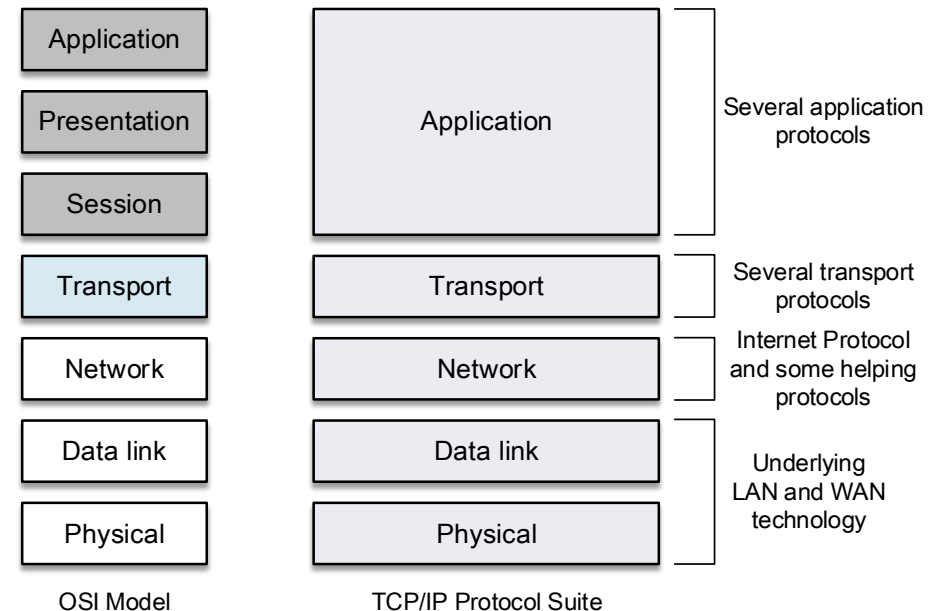 Application
Presentation
Session
Transport
Network
Data link
Physical
OSI Model
Application
Transport
Network
Data link
Physical
TCP/IP Protocol Suite
Several application
protocols
Several transport
protocols
Internet Protocol
and some helping
protocols
Underlying
LAN and WAN
technology